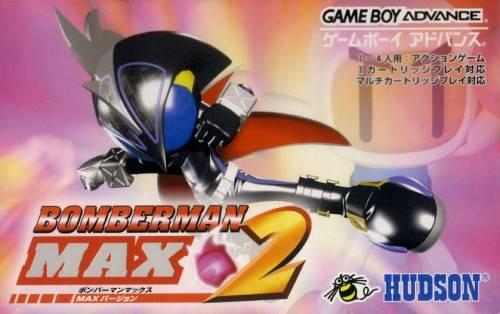 GAME BOY ADVANCE
ゲームボーイ アドバンス
1-4人用:アクションゲーム
1カートリッジプレイ対応
マルチカートリッジプレイ対応
BOMBERMAN
MAX 2
ボンバーマンマックス
MAXバージョン
HUDSON